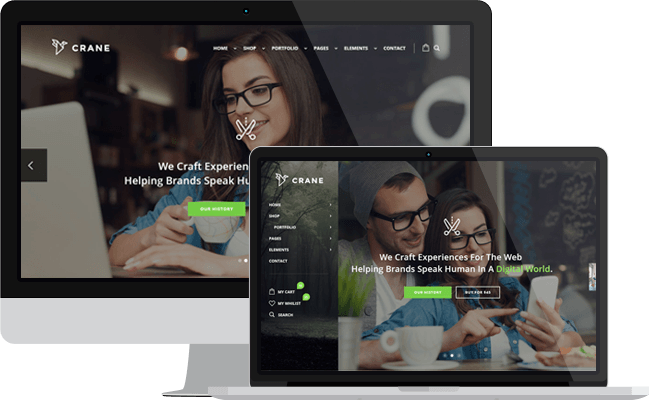 CRANE
HOME SHOP PORTFOLIO PAGES ELEMENTS CONTACT
We Craft Experien
Helping Brands Speak Hu
OUR HISTORY
CRANE
HOME
SHOP
PORTFOLIO
PAGES
ELEMENTS
CONTACT
MY CART
MY WHILIST
SEARCH
We Craft Experiences For The Web
Helping Brands Speak Human In A Digital World.
OUR HISTORY BUY FOR $45